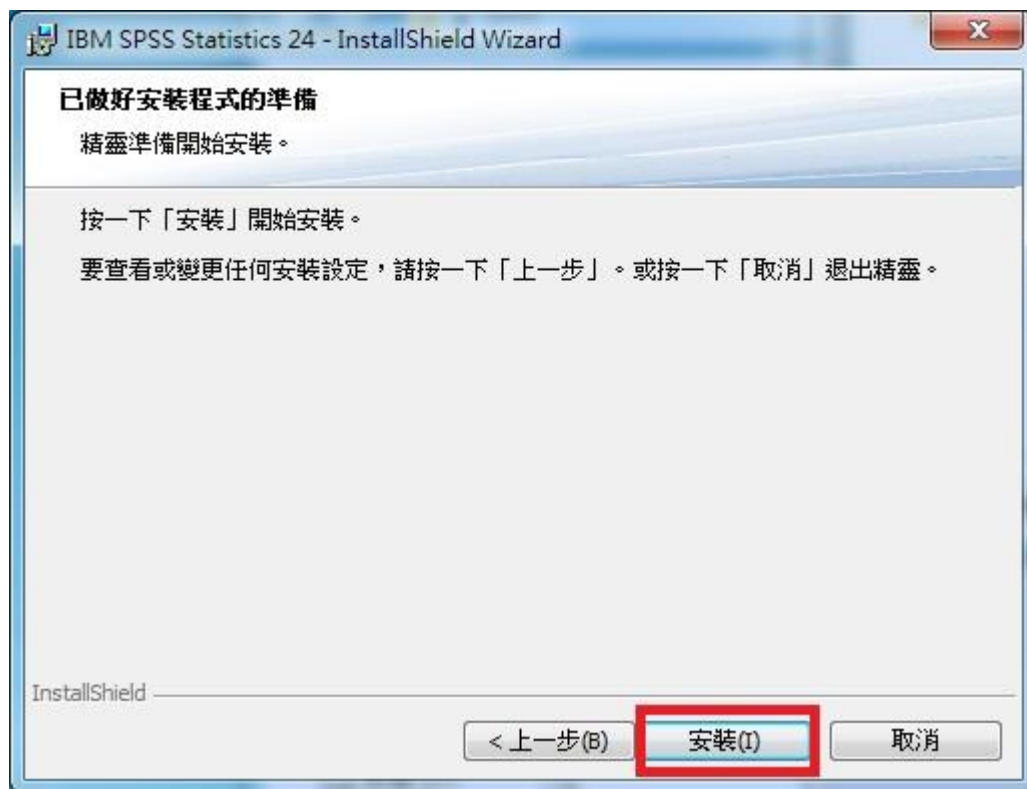 IBM SPSS Statistics 24 - InstallShield Wizard
已做好安裝程式的準備
精靈準備開始安裝。
按一下「安裝」開始安裝。
要查看或變更任何安裝設定，請按一下「上一步」。或按一下「取消」退出精靈。
InstallShield
< 上一步(B)
安裝(I)
取消